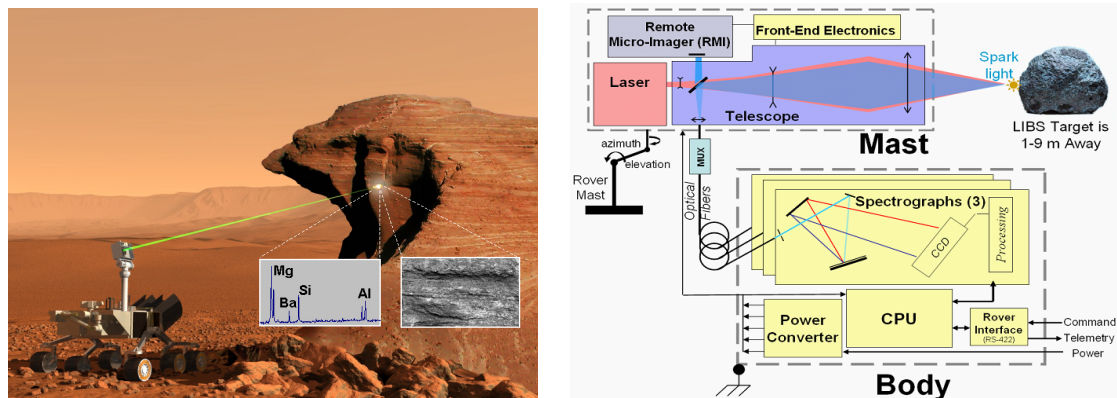 Mg
Ba
Si
Al
Remote
Micro-Imager (RMI)
Front-End Electronics
Laser
Telescope
Spark
light
LIBS Target is
1-9 m Away
Mast
azimuth
elevation
Rover
Mast
MUX
Optical
Fibers
Spectrographs (3)
CCD
Processing
Power
Converter
CPU
Rover
Interface
(RS-422)
Command
Telemetry
Power
Body